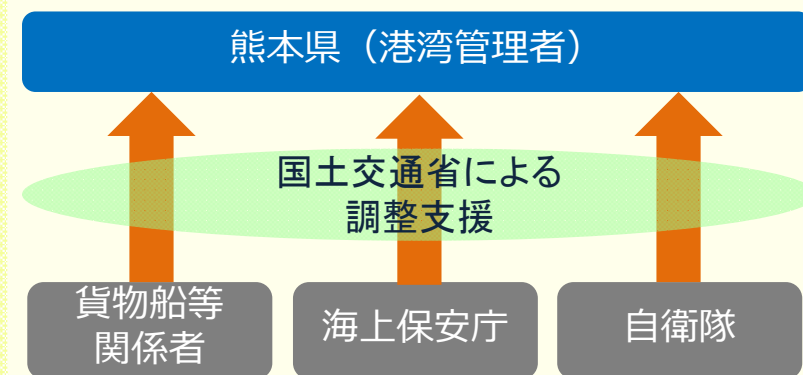 熊本県（港湾管理者）
国土交通省による
調整支援
貨物船等
関係者
海上保安庁
自衛隊